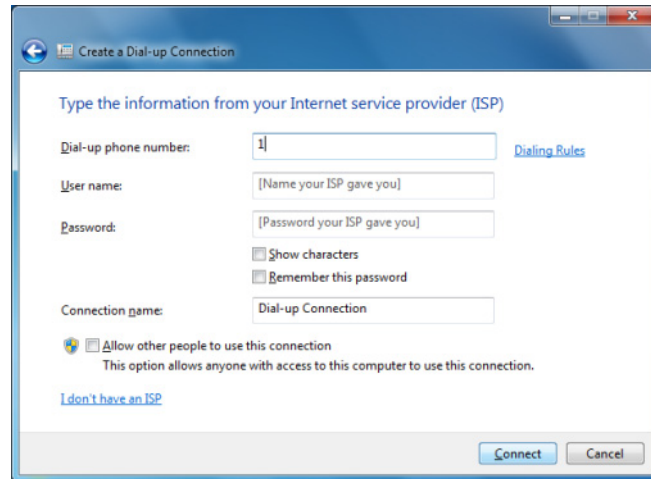 Create a Dial-up Connection
Type the information from your Internet service provider (ISP)
Dial-up phone number: 1 Dialing Rules
User name: [Name your ISP gave you]
Password: [Password your ISP gave you]
Show characters
Remember this password
Connection name: Dial-up Connection
Allow other people to use this connection
This option allows anyone with access to this computer to use this connection.
I don't have an ISP
Connect Cancel